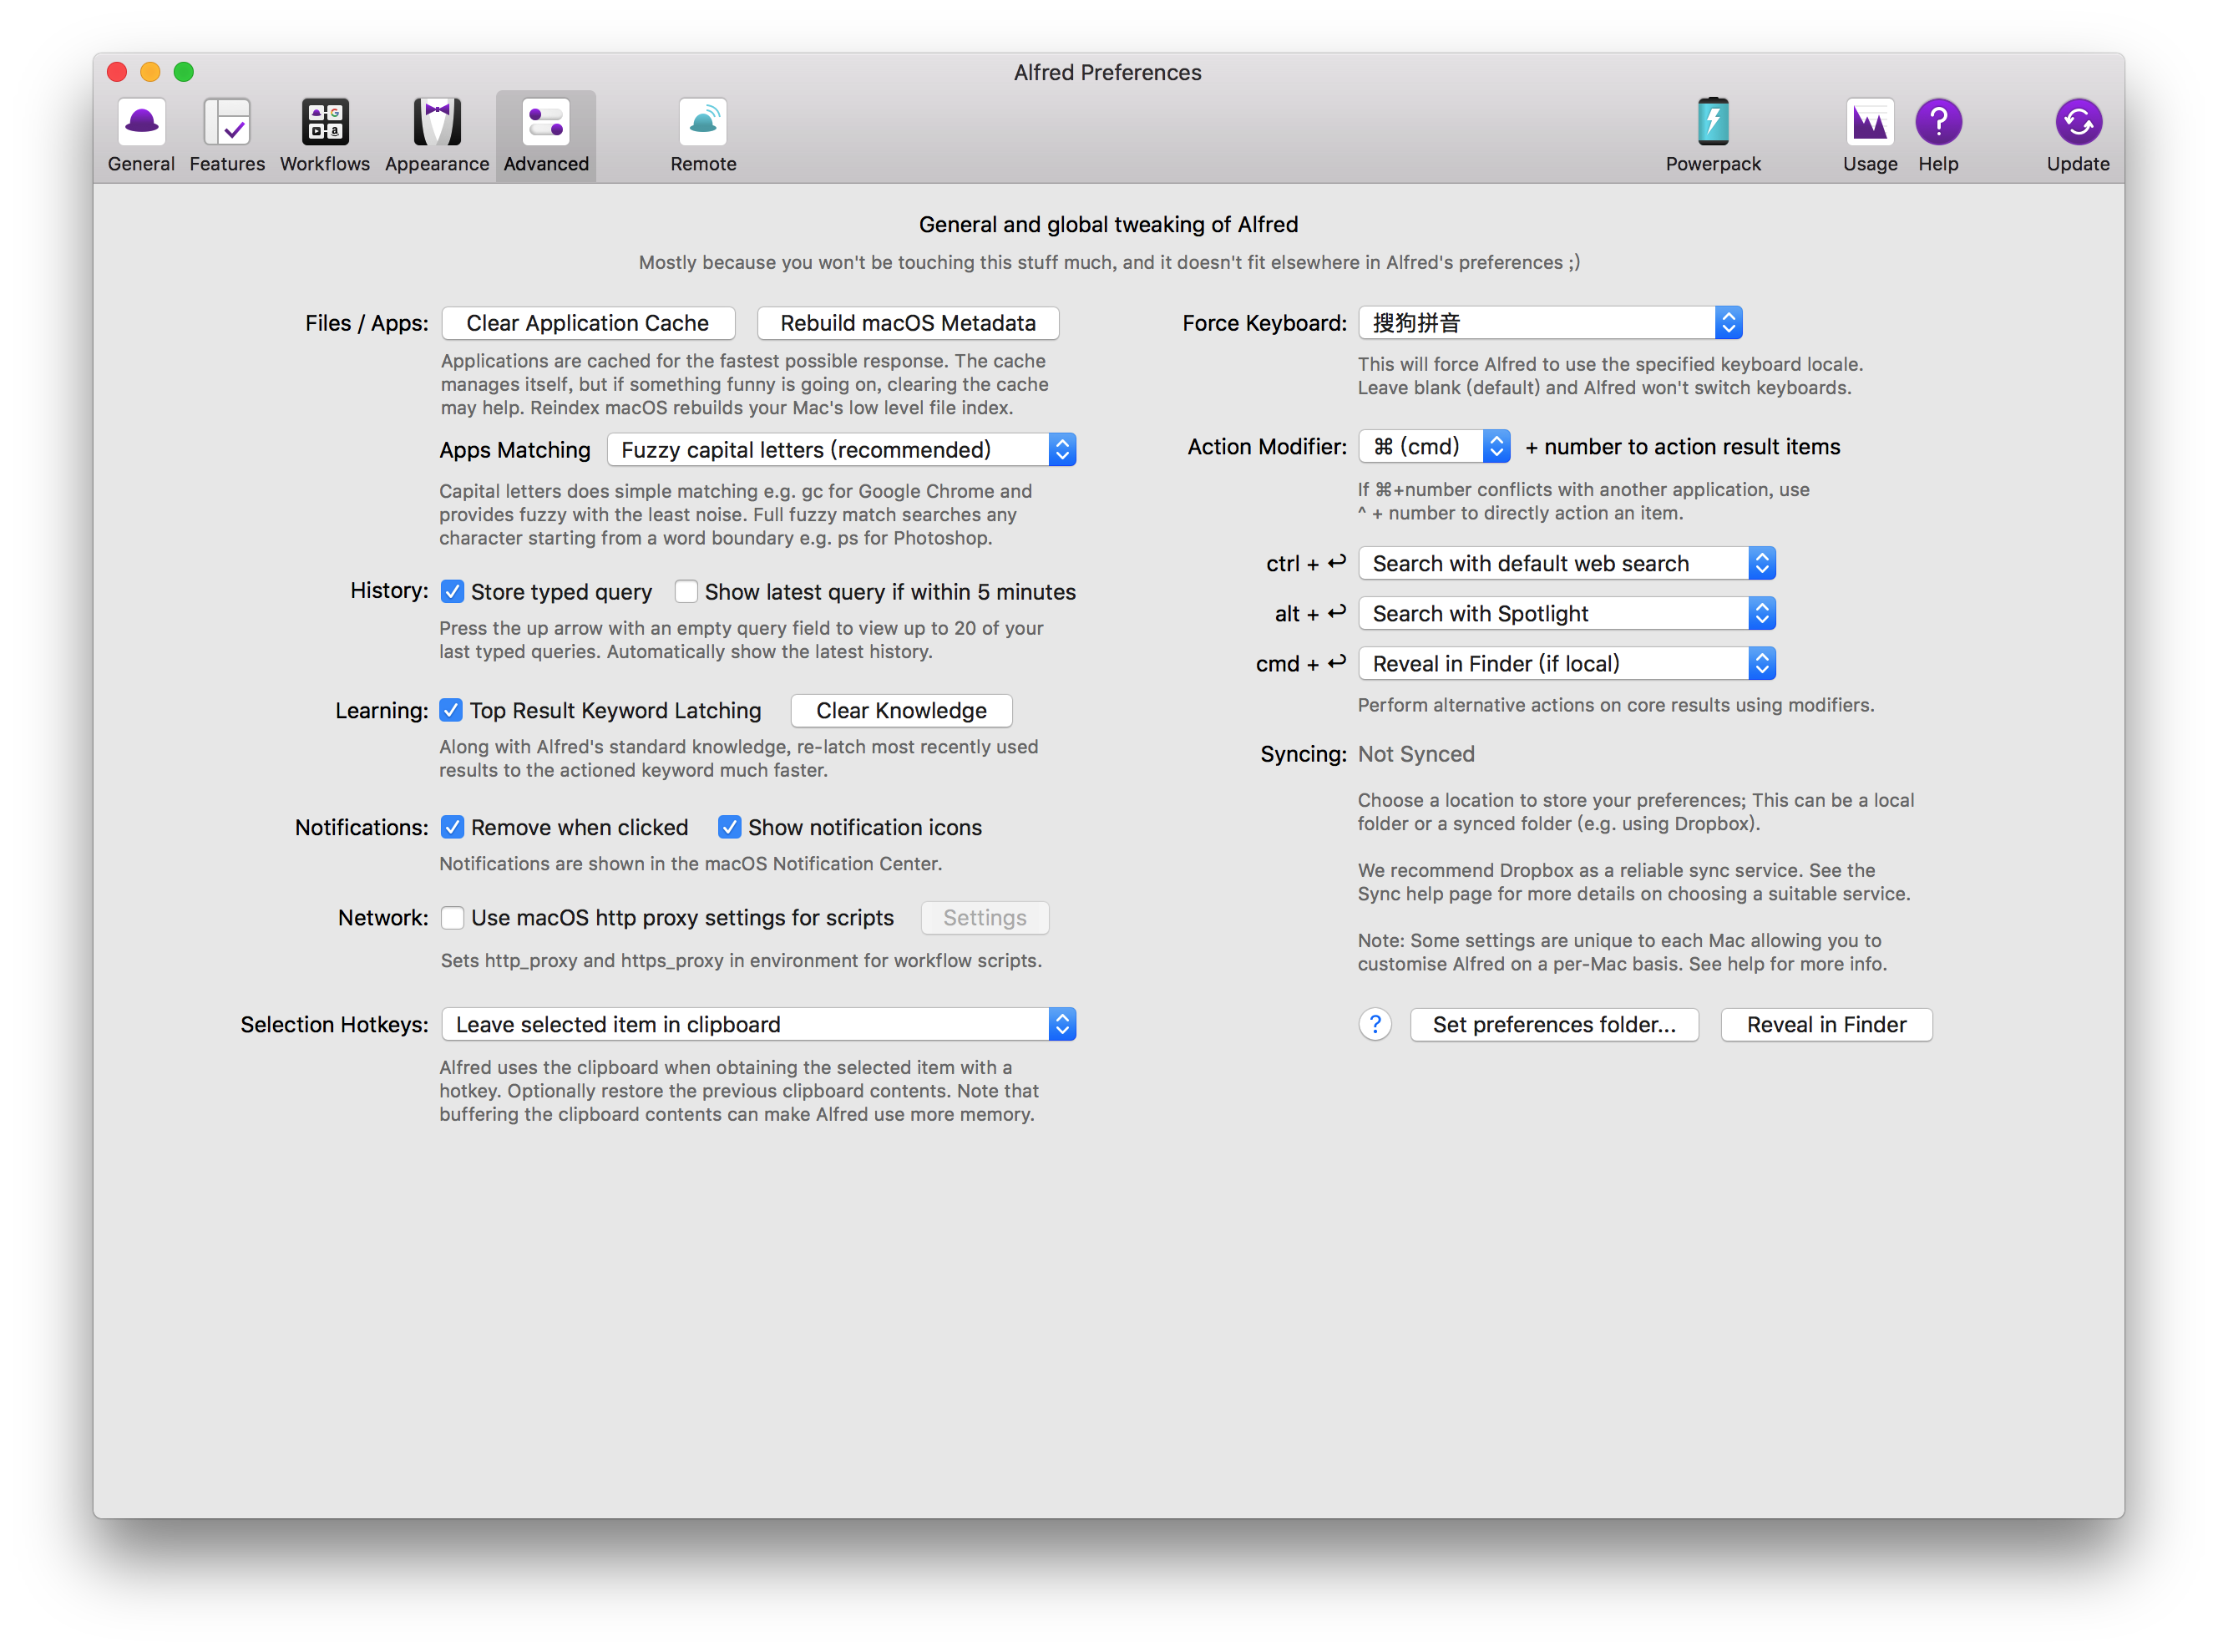 Alfred Preferences
General Features Workflows Appearance Advanced Remote Powerpack Usage Help Update
General and global tweaking of Alfred
Mostly because you won't be touching this stuff much, and it doesn't fit elsewhere in Alfred's preferences ;)
Files / Apps: Clear Application Cache Rebuild macOS Metadata
Applications are cached for the fastest possible response. The cache
manages itself, but if something funny is going on, clearing the cache
may help. Reindex macOS rebuilds your Mac's low level file index.
Apps Matching Fuzzy capital letters (recommended)
Capital letters does simple matching e.g. gc for Google Chrome and
provides fuzzy with the least noise. Full fuzzy match searches any
character starting from a word boundary e.g. ps for Photoshop.
History: Store typed query Show latest query if within 5 minutes
Press the up arrow with an empty query field to view up to 20 of your
last typed queries. Automatically show the latest history.
Learning: Top Result Keyword Latching Clear Knowledge
Along with Alfred's standard knowledge, re-latch most recently used
results to the actioned keyword much faster.
Notifications: Remove when clicked Show notification icons
Notifications are shown in the macOS Notification Center.
Network: Use macOS http proxy settings for scripts Settings
Sets http_proxy and https_proxy in environment for workflow scripts.
Selection Hotkeys: Leave selected item in clipboard
Alfred uses the clipboard when obtaining the selected item with a
hotkey. Optionally restore the previous clipboard contents. Note that
buffering the clipboard contents can make Alfred use more memory.
Force Keyboard: 搜狗拼音
This will force Alfred to use the specified keyboard locale.
Leave blank (default) and Alfred won't switch keyboards.
Action Modifier: ⌘ (cmd) + number to action result items
If ⌘+number conflicts with another application, use
^ + number to directly action an item.
ctrl + ↩ Search with default web search
alt + ↩ Search with Spotlight
cmd + ↩ Reveal in Finder (if local)
Perform alternative actions on core results using modifiers.
Syncing: Not Synced
Choose a location to store your preferences; This can be a local
folder or a synced folder (e.g. using Dropbox).
We recommend Dropbox as a reliable sync service. See the
Sync help page for more details on choosing a suitable service.
Note: Some settings are unique to each Mac allowing you to
customise Alfred on a per-Mac basis. See help for more info.
? Set preferences folder... Reveal in Finder